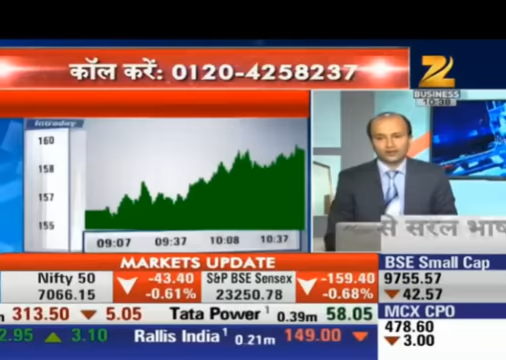 कॉल करें: 0120-4258237
Z
BUSINESS
10:38
Intraday
160
158
157
155
09:07 09:37 10:08 10:37
से सरल भाष
MARKETS UPDATE
Nifty 50 -43.40 S&P BSE Sensex -159.40
7066.15 -0.61% 23250.78 -0.68%
BSE Small Cap
9755.57
42.57
MCX CPO
478.60
3.00
m 313.50 5.05 Tata Power 1 0.39m 58.05
2.95 3.10 Rallis India 1 0.21m 149.00